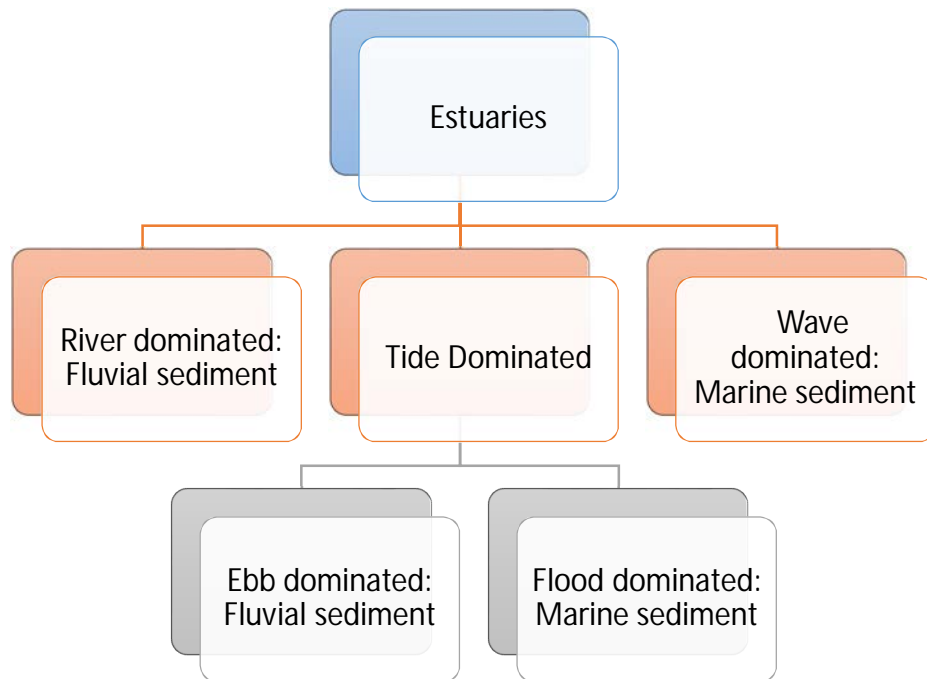 Estuaries
River dominated:
Fluvial sediment
Tide Dominated
Wave
dominated:
Marine sediment
Ebb dominated:
Fluvial sediment
Flood dominated:
Marine sediment